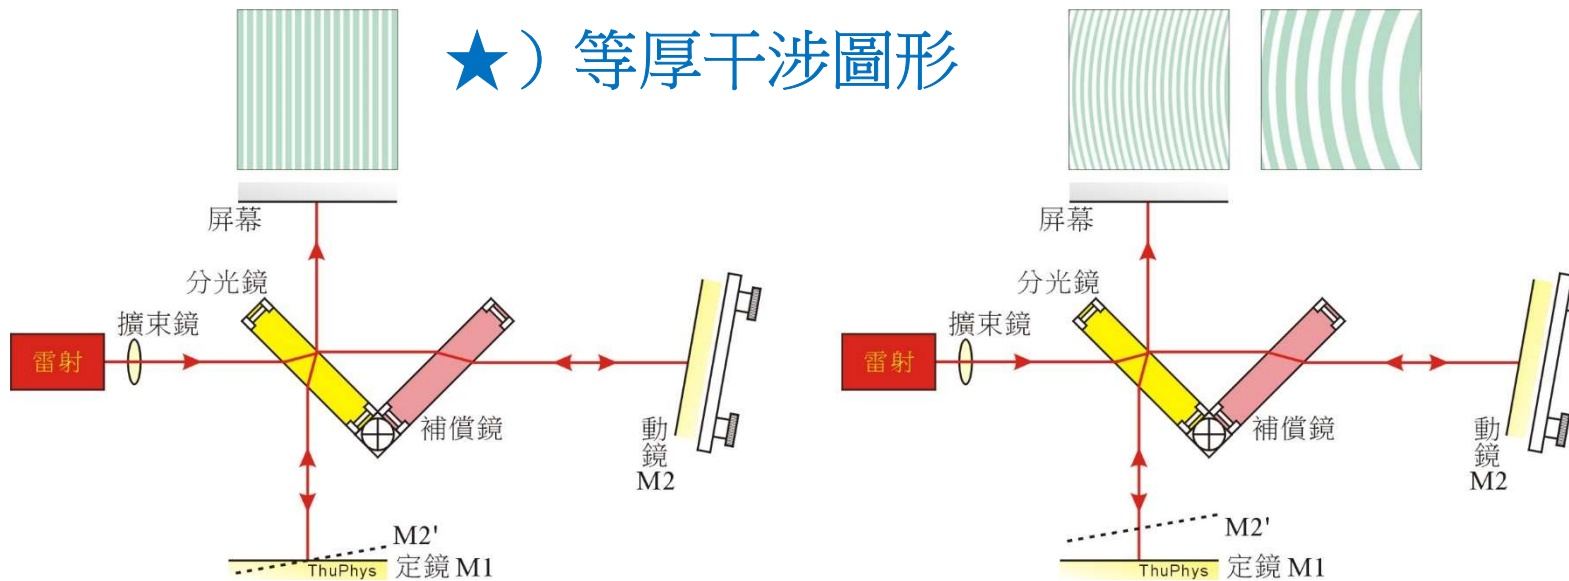 ★）等厚干涉圖形
屏幕
分光鏡
擴束鏡
雷射
補償鏡
動
鏡
M2
M2'
ThuPhys
定鏡 M1
屏幕
分光鏡
擴束鏡
雷射
補償鏡
動
鏡
M2
M2'
ThuPhys
定鏡 M1